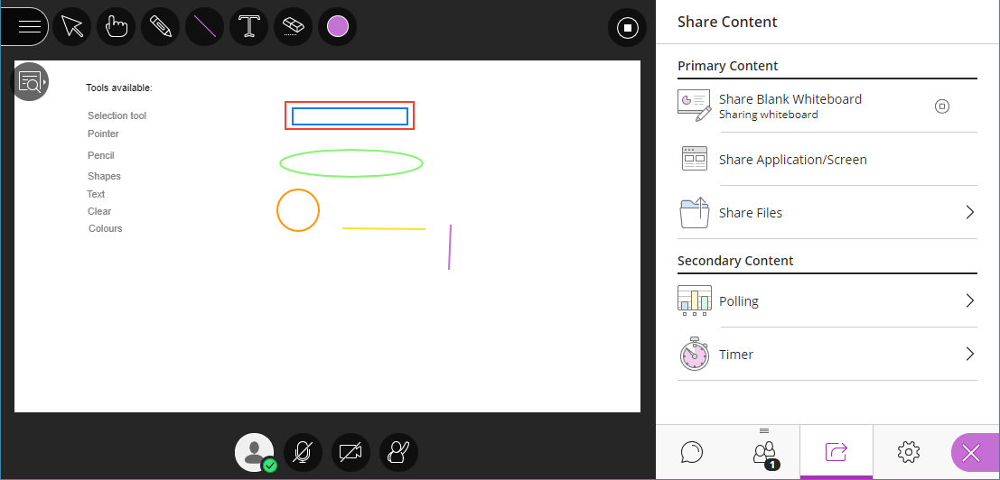 Tools available:
Selection tool
Pointer
Pencil
Shapes
Text
Clear
Colours
T
Share Content
Primary Content
Share Blank Whiteboard
Sharing whiteboard
Share Application/Screen
Share Files
Secondary Content
Polling
Timer
1